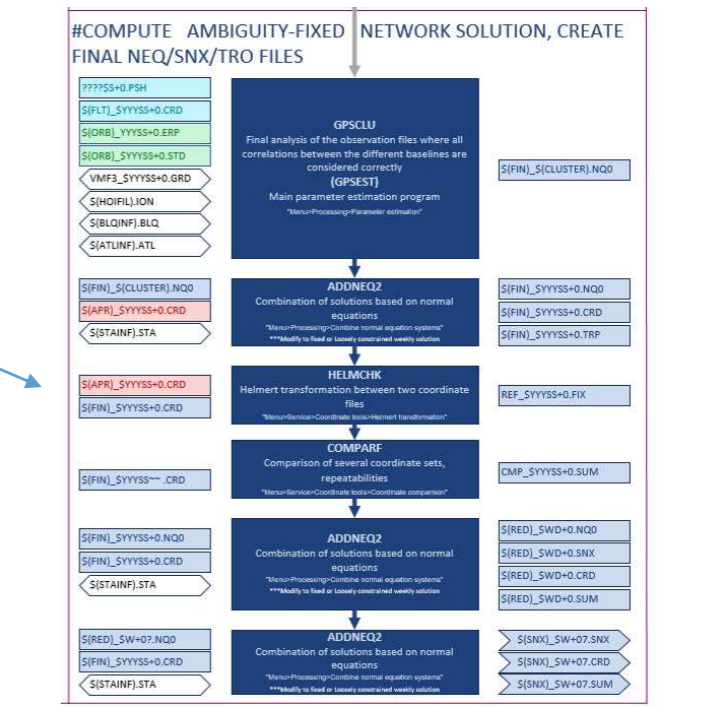 #COMPUTE AMBIGUITY-FIXED NETWORK SOLUTION, CREATE
FINAL NEQ/SNX/TRO FILES
????$S+0.PSH
$(FLT)_$YYYSS+0.CRD
$(ORB)_YYYSS+0.ERP
$(ORB)_$YYYSS+0.STD
VMF3_$YYYSS+0.GRD
$(HOIFIL).ION
$(BLQINF).BLQ
$(ATLINF).ATL
GPSCLU
Final analysis of the observation files where all
correlations between the different baselines are
considered correctly
(GPSEST)
Main parameter estimation program
"Menu>Processing>Parameter estimation"
$(FIN)_$(CLUSTER).NQ0
$(FIN)_$(CLUSTER).NQ0
$(APR)_$YYYSS+0.CRD
$(STAINF).STA
ADDNEQ2
Combination of solutions based on normal
equations
"Menu>Processing>Combine normal equation systems"
***Modify to fixed or Loosely constrained weekly solution
$(FIN)_$YYYSS+0.NQ0
$(FIN)_$YYYSS+0.CRD
$(FIN)_$YYYSS+0.TRP
$(APR)_$YYYSS+0.CRD
$(FIN)_$YYYSS+0.CRD
HELMCHK
Helmert transformation between two coordinate
files
"Menu>Service>Coordinate tools>Helmert transformation"
REF_$YYYSS+0.FIX
$(FIN)_$YYYSS~~ .CRD
COMPARF
Comparison of several coordinate sets,
repeatabilities
"Menu>Service>Coordinate tools>Coordinate comparison"
CMP_$YYYSS+0.SUM
$(FIN)_$YYYSS+0.NQ0
$(FIN)_$YYYSS+0.CRD
$(STAINF).STA
ADDNEQ2
Combination of solutions based on normal
equations
"Menu>Processing>Combine normal equation systems"
***Modify to fixed or Loosely constrained weekly solution
$(RED)_$WD+0.NQ0
$(RED)_$WD+0.SNX
$(RED)_$WD+0.CRD
$(RED)_$WD+0.SUM
$(RED)_$W+0?.NQ0
$(FIN)_$YYYSS+0.CRD
$(STAINF).STA
ADDNEQ2
Combination of solutions based on normal
equations
"Menu>Processing>Combine normal equation systems"
***Modify to fixed or Loosely constrained weekly solution
$(SNX)_$W+07.SNX
$(SNX)_$W+07.CRD
$(SNX)_$W+07.SUM